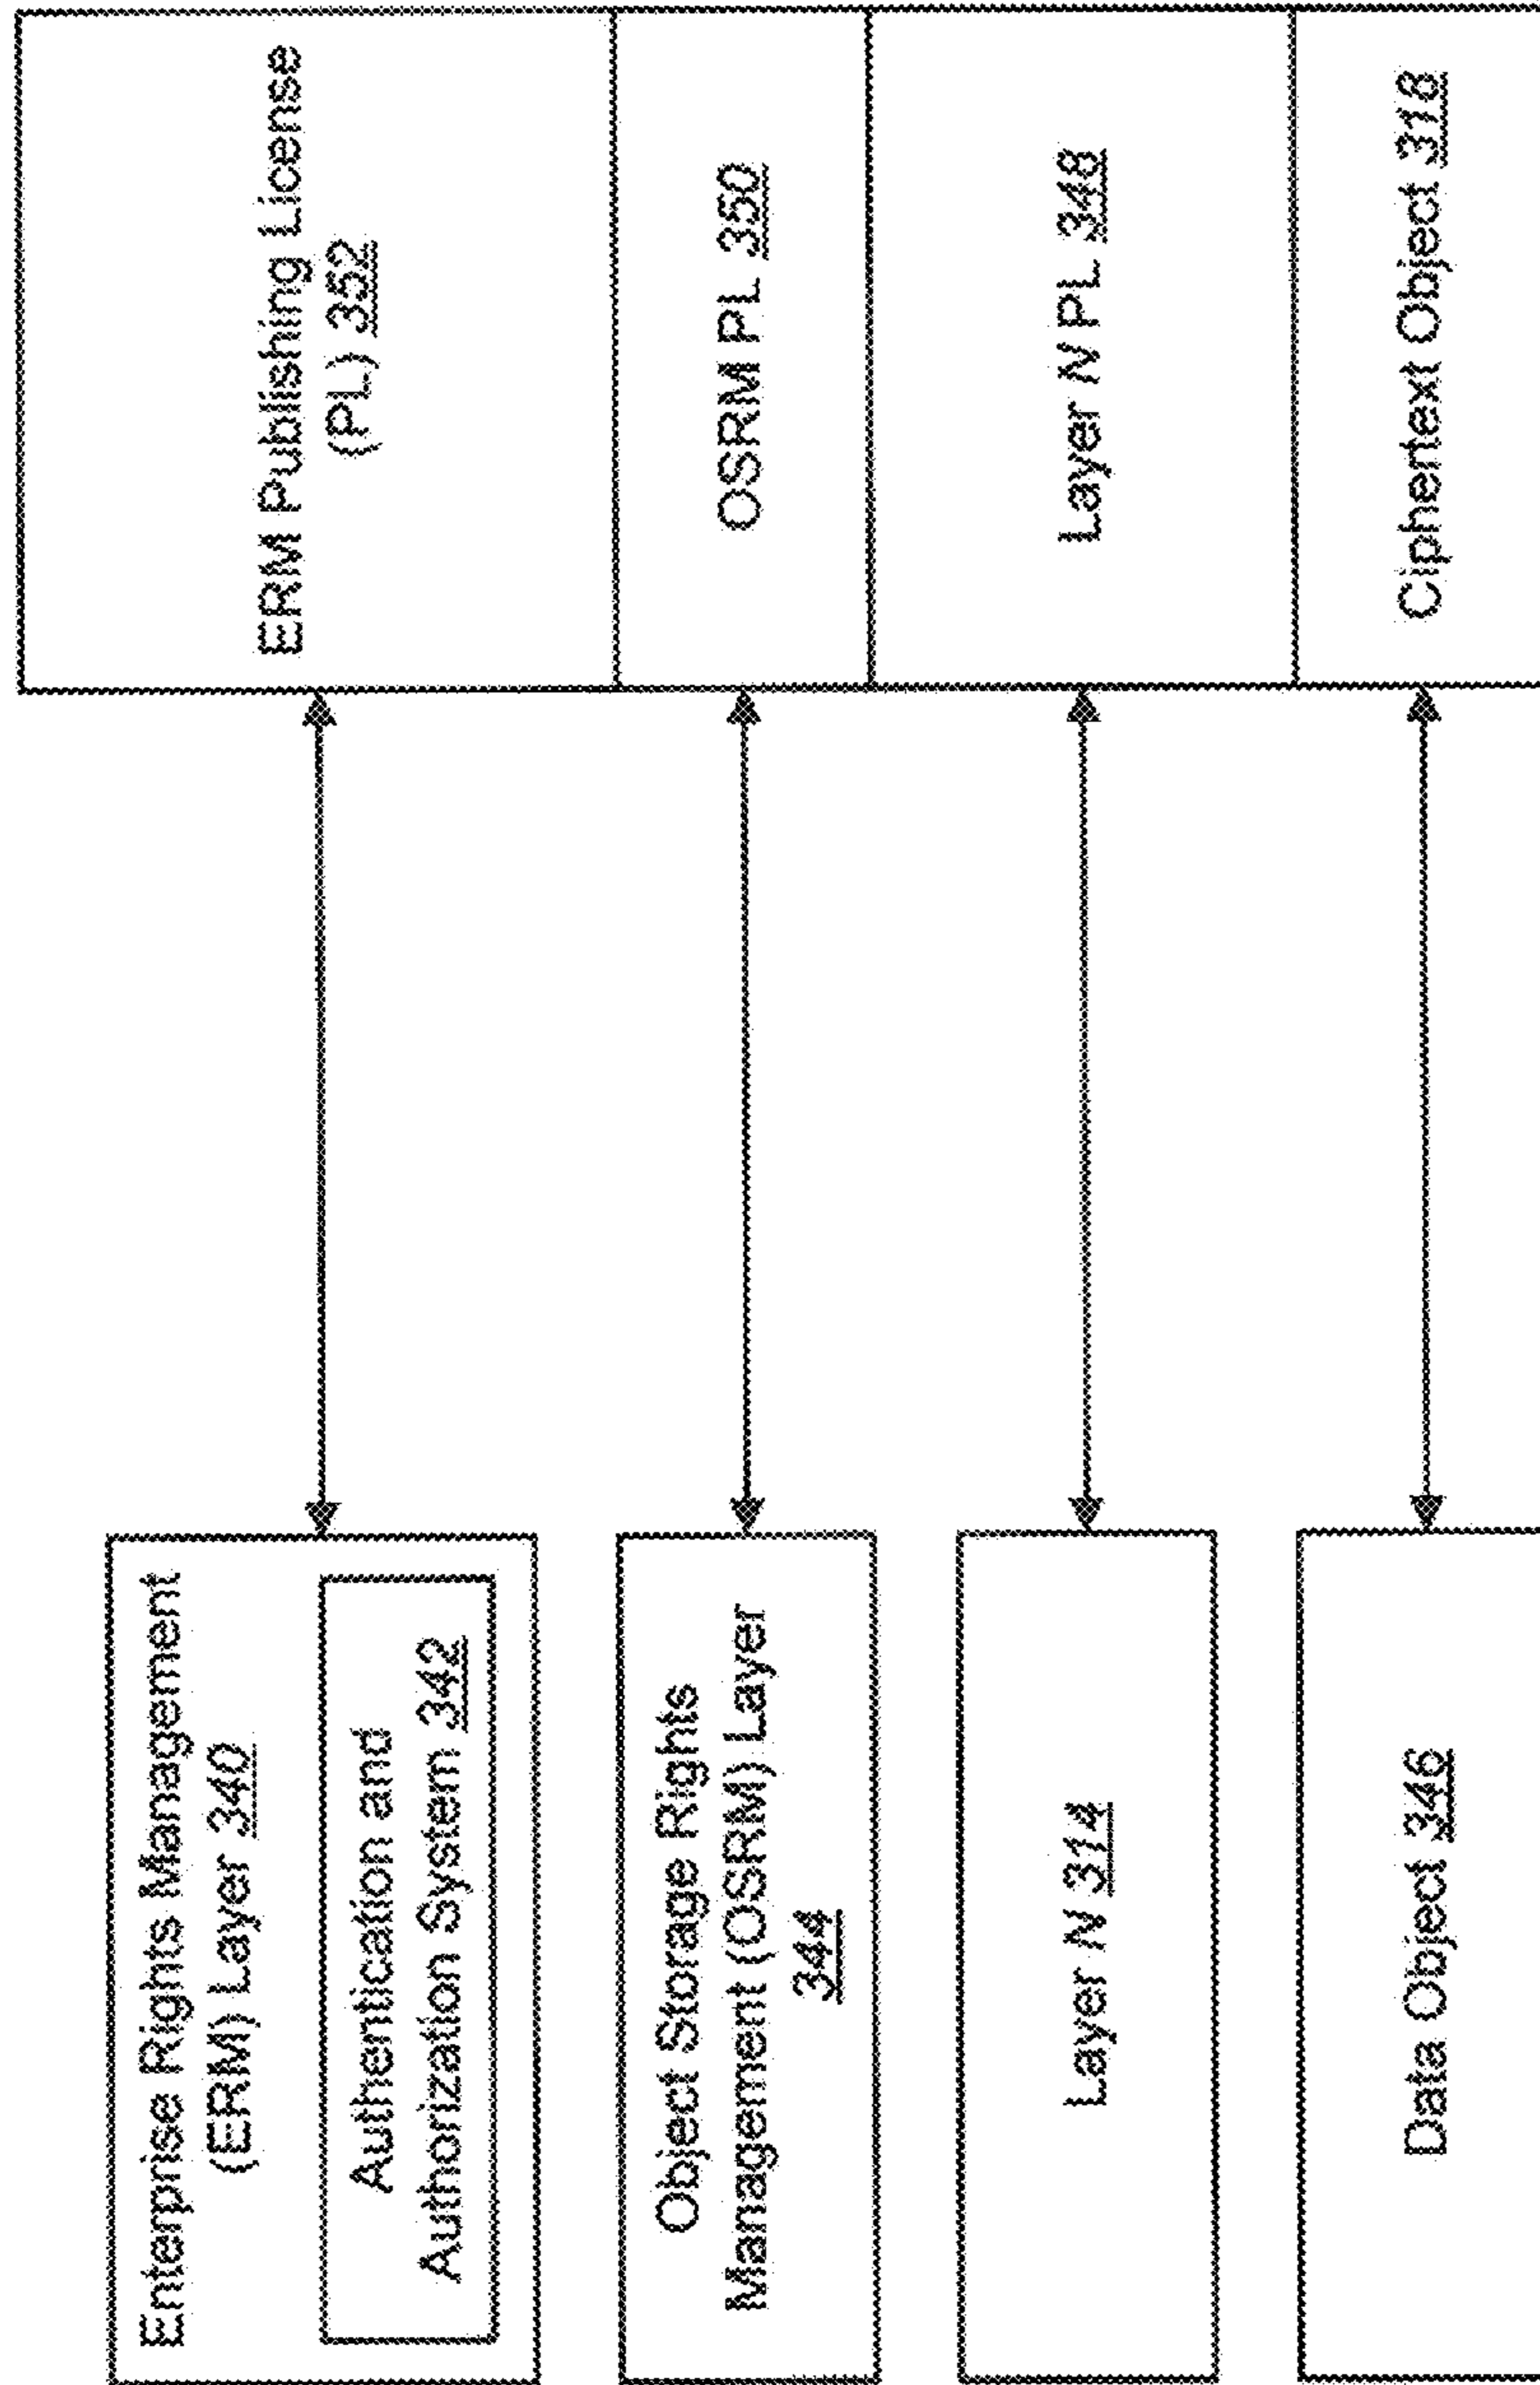 Enterprise Rights Management
(ERM) Layer 340
Authentication and
Authorization System 342
ERM Publishing License
(PL) 352
Object Storage Rights
Management (OSRM) Layer
344
OSRM PL 350
Layer N 314
Layer N PL 348
Data Object 346
Ciphertext Object 318